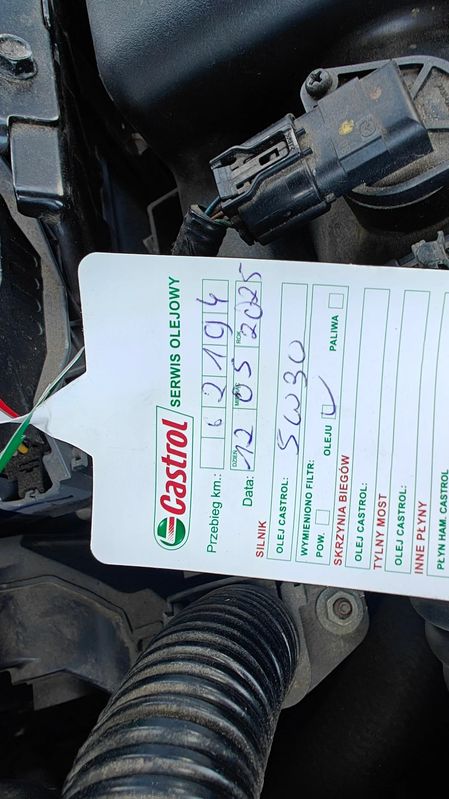 Castrol SERWIS OLEJOWY
Przebieg km.: 62194
DZIEŃ MIESIĄC ROK
Data: 12 05 2025
SILNIK
OLEJ CASTROL: 5W30
WYMIENIONO FILTR:
POW. OLEJU ✓ PALIWA
SKRZYNIA BIEGÓW
OLEJ CASTROL:
TYLNY MOST
OLEJ CASTROL:
INNE PŁYNY
PŁYN HAM. CASTROL